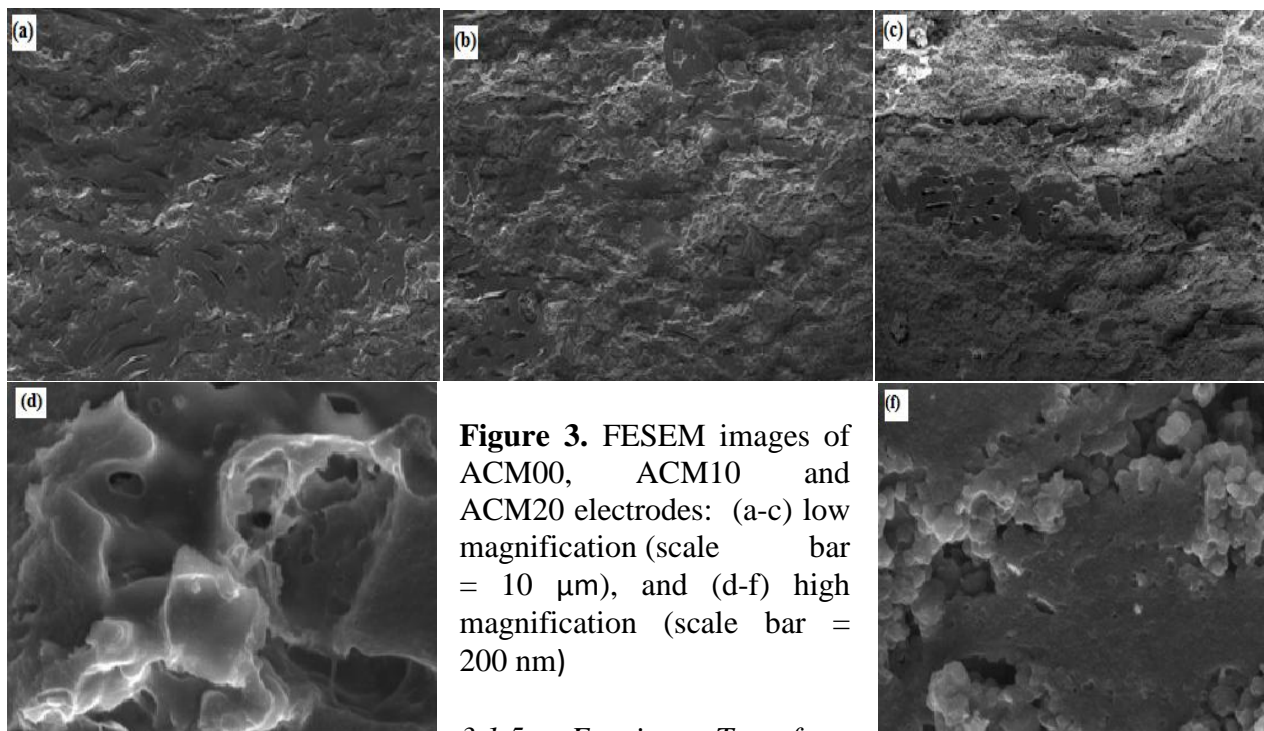 (a)
(b)
(c)
(d)
(f)
Figure 3. FESEM images of
ACM00, ACM10 and
ACM20 electrodes: (a-c) low
magnification (scale bar
= 10 μm), and (d-f) high
magnification (scale bar =
200 nm)